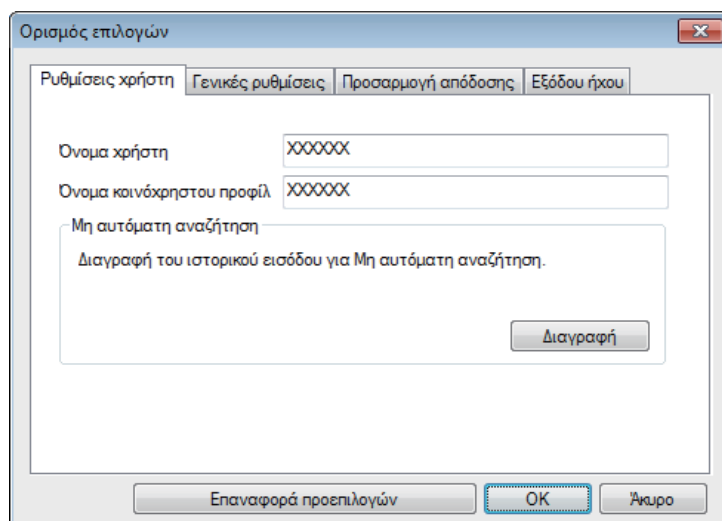 Ορισμός επιλογών
Ρυθμίσεις χρήστη Γενικές ρυθμίσεις Προσαρμογή απόδοσης Εξόδου ήχου
Όνομα χρήστη XXXXXX
Όνομα κοινόχρηστου προφίλ XXXXXX
Μη αυτόματη αναζήτηση
Διαγραφή του ιστορικού εισόδου για Μη αυτόματη αναζήτηση.
Διαγραφή
Επαναφορά προεπιλογών OK Άκυρο